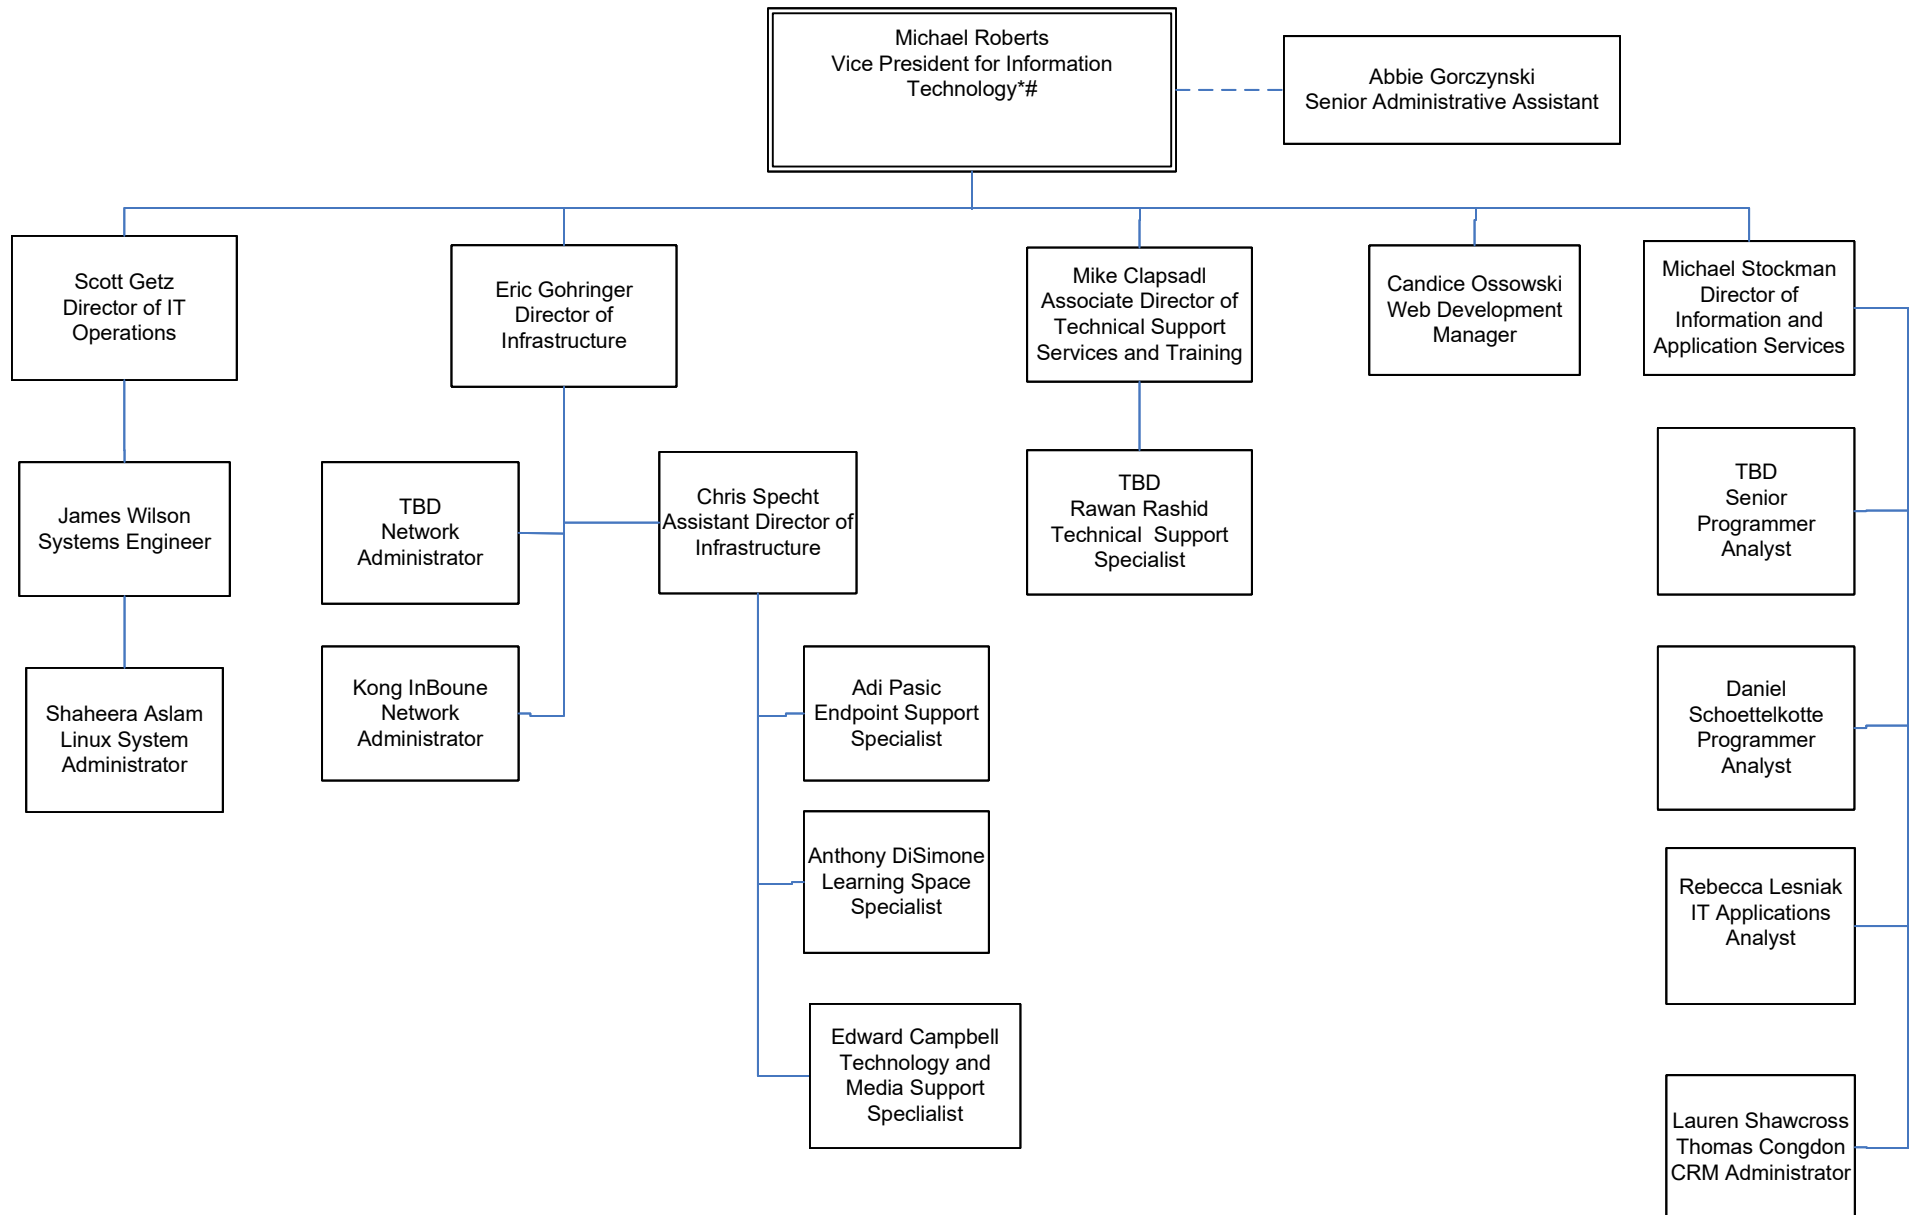 Michael Roberts
Vice President for Information
Technology*#
Abbie Gorczynski
Senior Administrative Assistant
Scott Getz
Director of IT
Operations
Eric Gohringer
Director of
Infrastructure
Mike Clapsadl
Associate Director of
Technical Support
Services and Training
Candice Ossowski
Web Development
Manager
Michael Stockman
Director of
Information and
Application Services
James Wilson
Systems Engineer
TBD
Network
Administrator
Chris Specht
Assistant Director of
Infrastructure
TBD
Rawan Rashid
Technical  Support
Specialist
TBD
Senior
Programmer
Analyst
Shaheera Aslam
Linux System
Administrator
Kong InBoune
Network
Administrator
Adi Pasic
Endpoint Support
Specialist
Daniel
Schoettelkotte
Programmer
Analyst
Anthony DiSimone
Learning Space
Specialist
Rebecca Lesniak
IT Applications
Analyst
Edward Campbell
Technology and
Media Support
Speclialist
Lauren Shawcross
Thomas Congdon
CRM Administrator